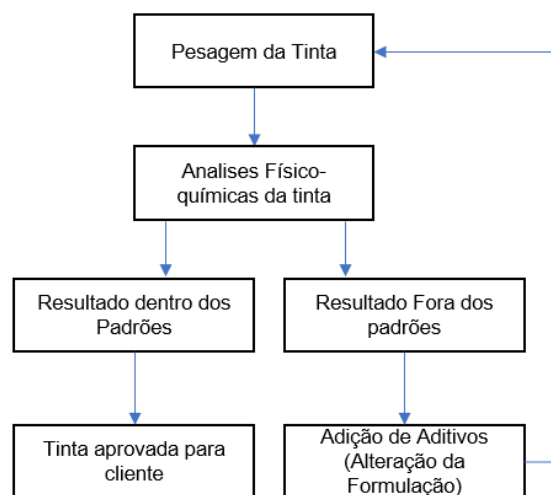 Pesagem da Tinta
Analises Físico-
químicas da tinta
Resultado dentro dos
Padrões
Resultado Fora dos
padrões
Tinta aprovada para
cliente
Adição de Aditivos
(Alteração da
Formulação)